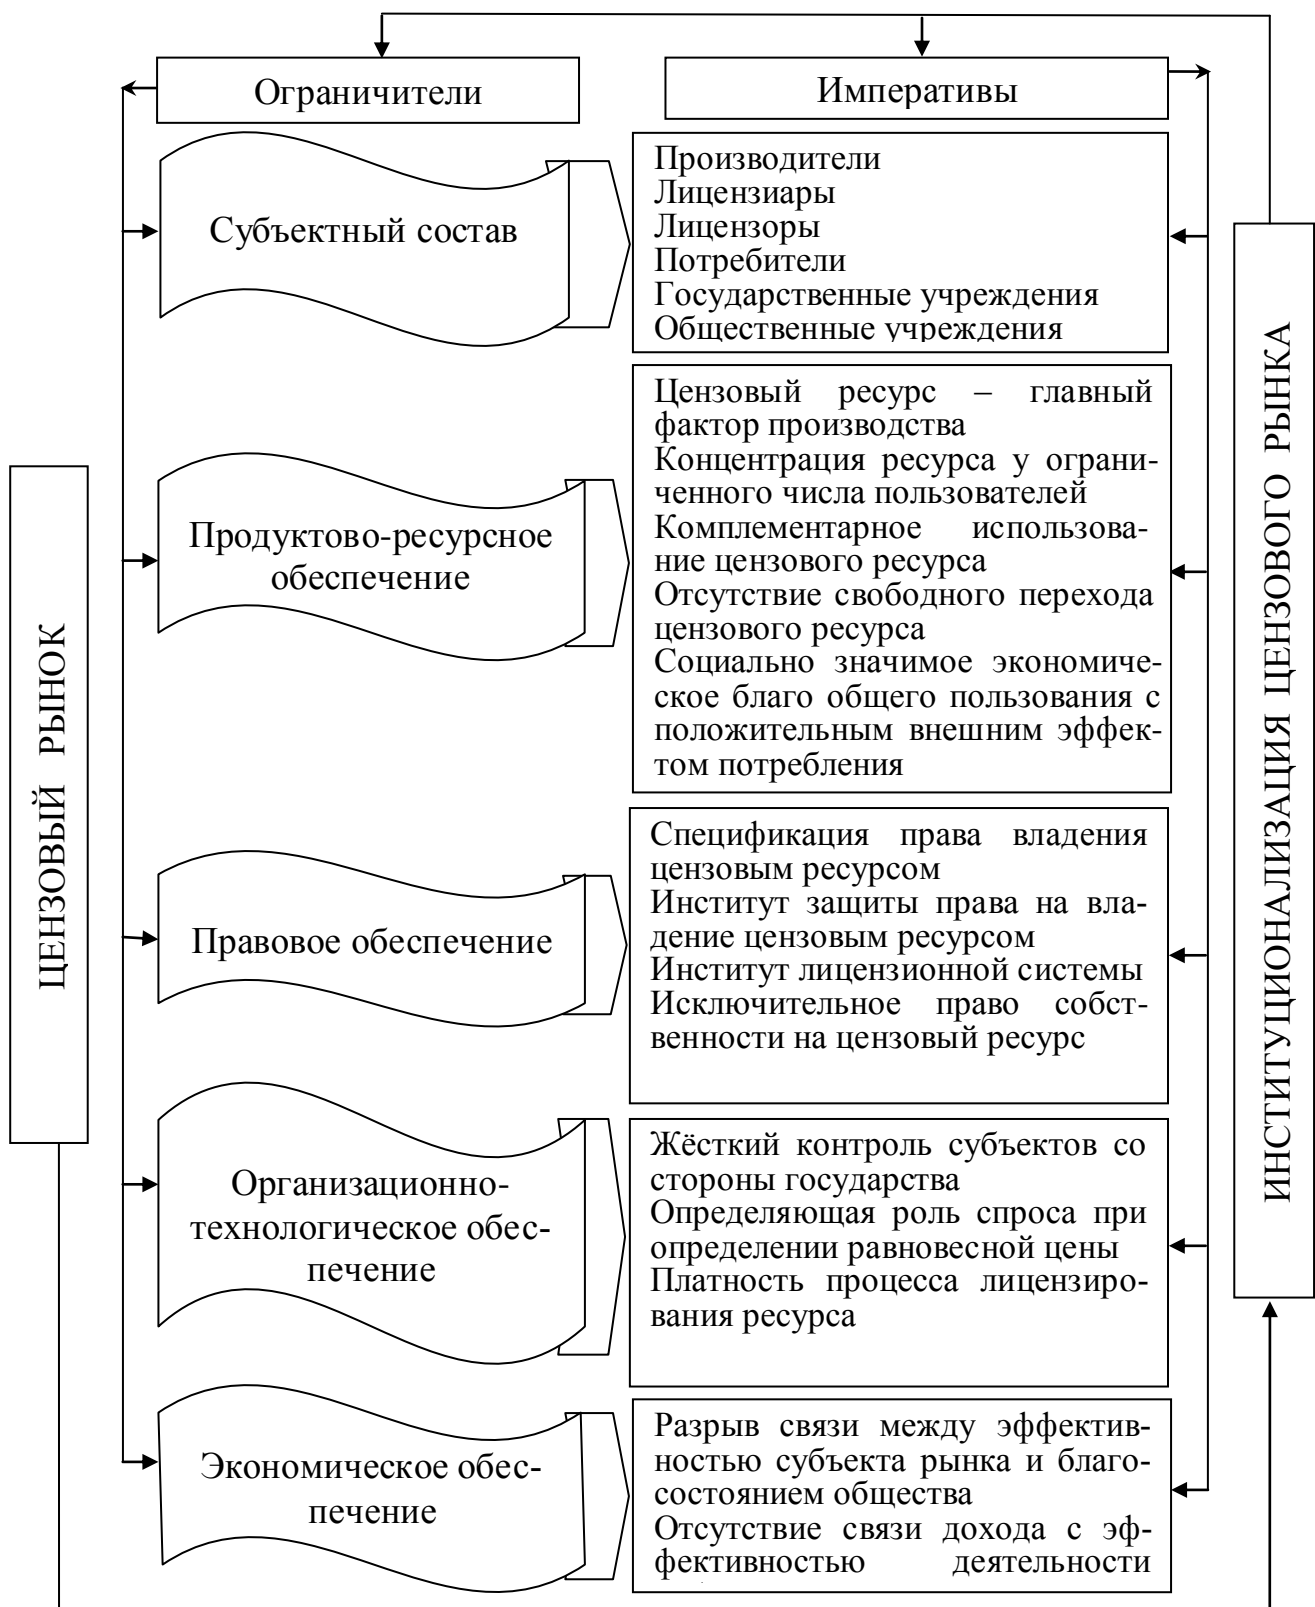 Ограничители
Императивы
Субъектный состав
Производители
Лицензиары
Лицензоры
Потребители
Государственные учреждения
Общественные учреждения
Продуктово-ресурсное
обеспечение
Цензовый ресурс – главный
фактор производства
Концентрация ресурса у ограни-
ченного числа пользователей
Комплементарное использова-
ние цензового ресурса
Отсутствие свободного перехода
цензового ресурса
Социально значимое экономиче-
ское благо общего пользования с
положительным внешним эффек-
том потребления
Правовое обеспечение
Спецификация права владения
цензовым ресурсом
Институт защиты права на вла-
дение цензовым ресурсом
Институт лицензионной системы
Исключительное право собст-
венности на цензовый ресурс
Организационно-
технологическое обес-
печение
Жёсткий контроль субъектов со
стороны государства
Определяющая роль спроса при
определении равновесной цены
Платность процесса лицензиро-
вания ресурса
Экономическое обес-
печение
Разрыв связи между эффектив-
ностью субъекта рынка и благо-
состоянием общества
Отсутствие связи дохода с эф-
фективностью деятельности
ЦЕНЗОВЫЙ РЫНОК
ИНСТИТУЦИОНАЛИЗАЦИЯ ЦЕНЗОВОГО РЫНКА